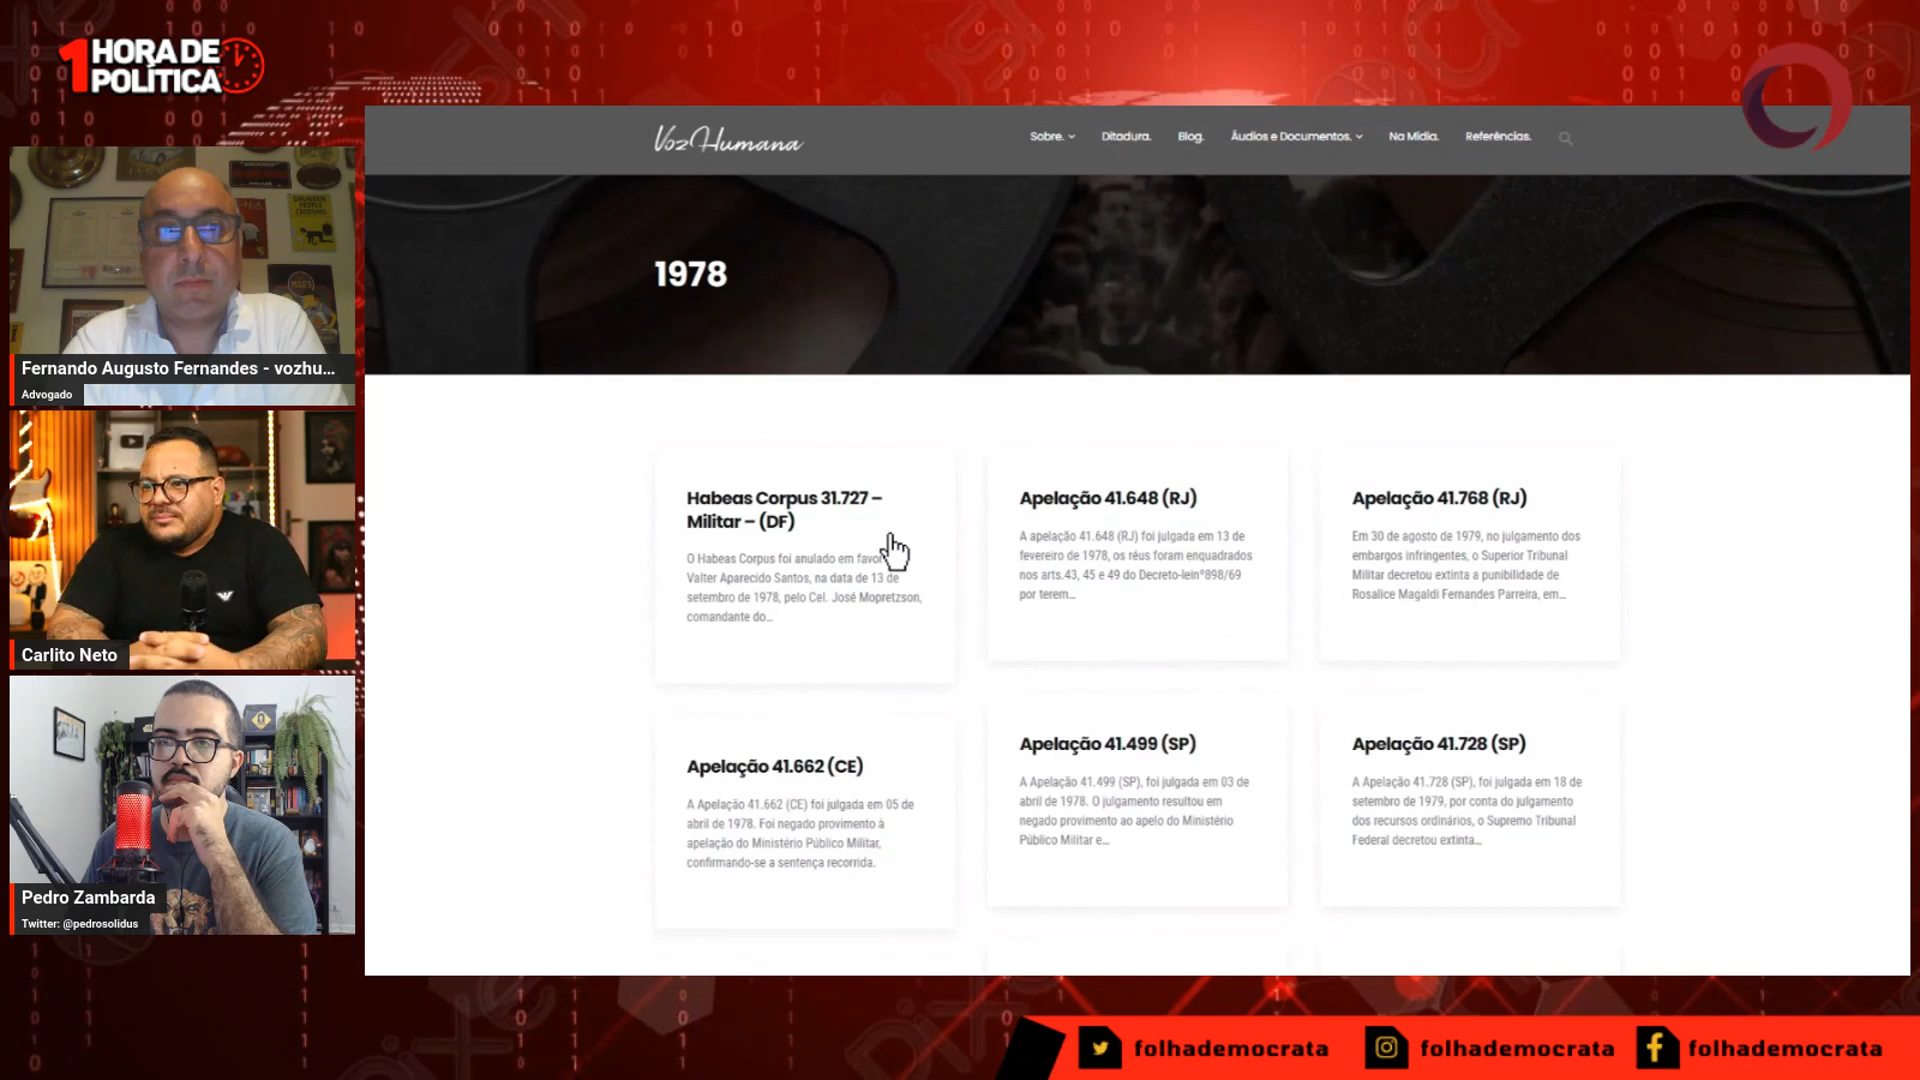 1 HORA DE
POLÍTICA
Voz Humana
Sobre.
Ditadura.
Blog.
Áudios e Documentos.
Na Mídia.
Referências.
1978
Fernando Augusto Fernandes - vozhu...
Advogado
Carlito Neto
Pedro Zambarda
Twitter: @pedrosolidus
Habeas Corpus 31.727 –
Militar – (DF)
O Habeas Corpus foi anulado em favor
Valter Aparecido Santos, na data de 13 de
setembro de 1978, pelo Cel. José Mopretzson,
comandante do...
Apelação 41.648 (RJ)
A apelação 41.648 (RJ) foi julgada em 13 de
fevereiro de 1978, os réus foram enquadrados
nos arts.43, 45 e 49 do Decreto-leinº898/69
por terem...
Apelação 41.768 (RJ)
Em 30 de agosto de 1979, no julgamento dos
embargos infringentes, o Superior Tribunal
Militar decretou extinta a punibilidade de
Rosalice Magaldi Fernandes Parreira, em...
Apelação 41.662 (CE)
A Apelação 41.662 (CE) foi julgada em 05 de
abril de 1978. Foi negado provimento à
apelação do Ministério Público Militar,
confirmando-se a sentença recorrida.
Apelação 41.499 (SP)
A Apelação 41.499 (SP), foi julgada em 03 de
abril de 1978. O julgamento resultou em
negado provimento ao apelo do Ministério
Público Militar e...
Apelação 41.728 (SP)
A Apelação 41.728 (SP), foi julgada em 18 de
setembro de 1979, por conta do julgamento
dos recursos ordinários, o Supremo Tribunal
Federal decretou extinta...
folhademocrata
folhademocrata
folhademocrata